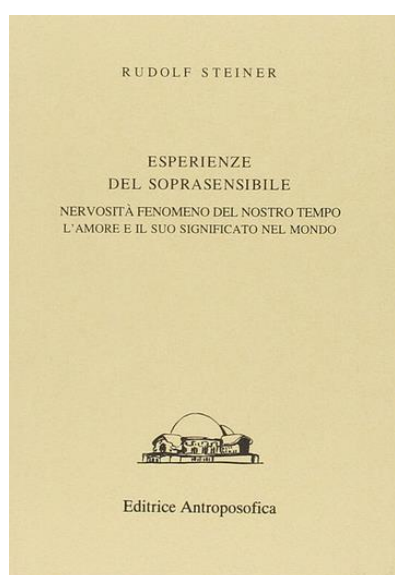 RUDOLF STEINER
ESPERIENZE
DEL SOPRASENSIBILE
NERVOSITÀ FENOMENO DEL NOSTRO TEMPO
L'AMORE E IL SUO SIGNIFICATO NEL MONDO
Editrice Antroposofica